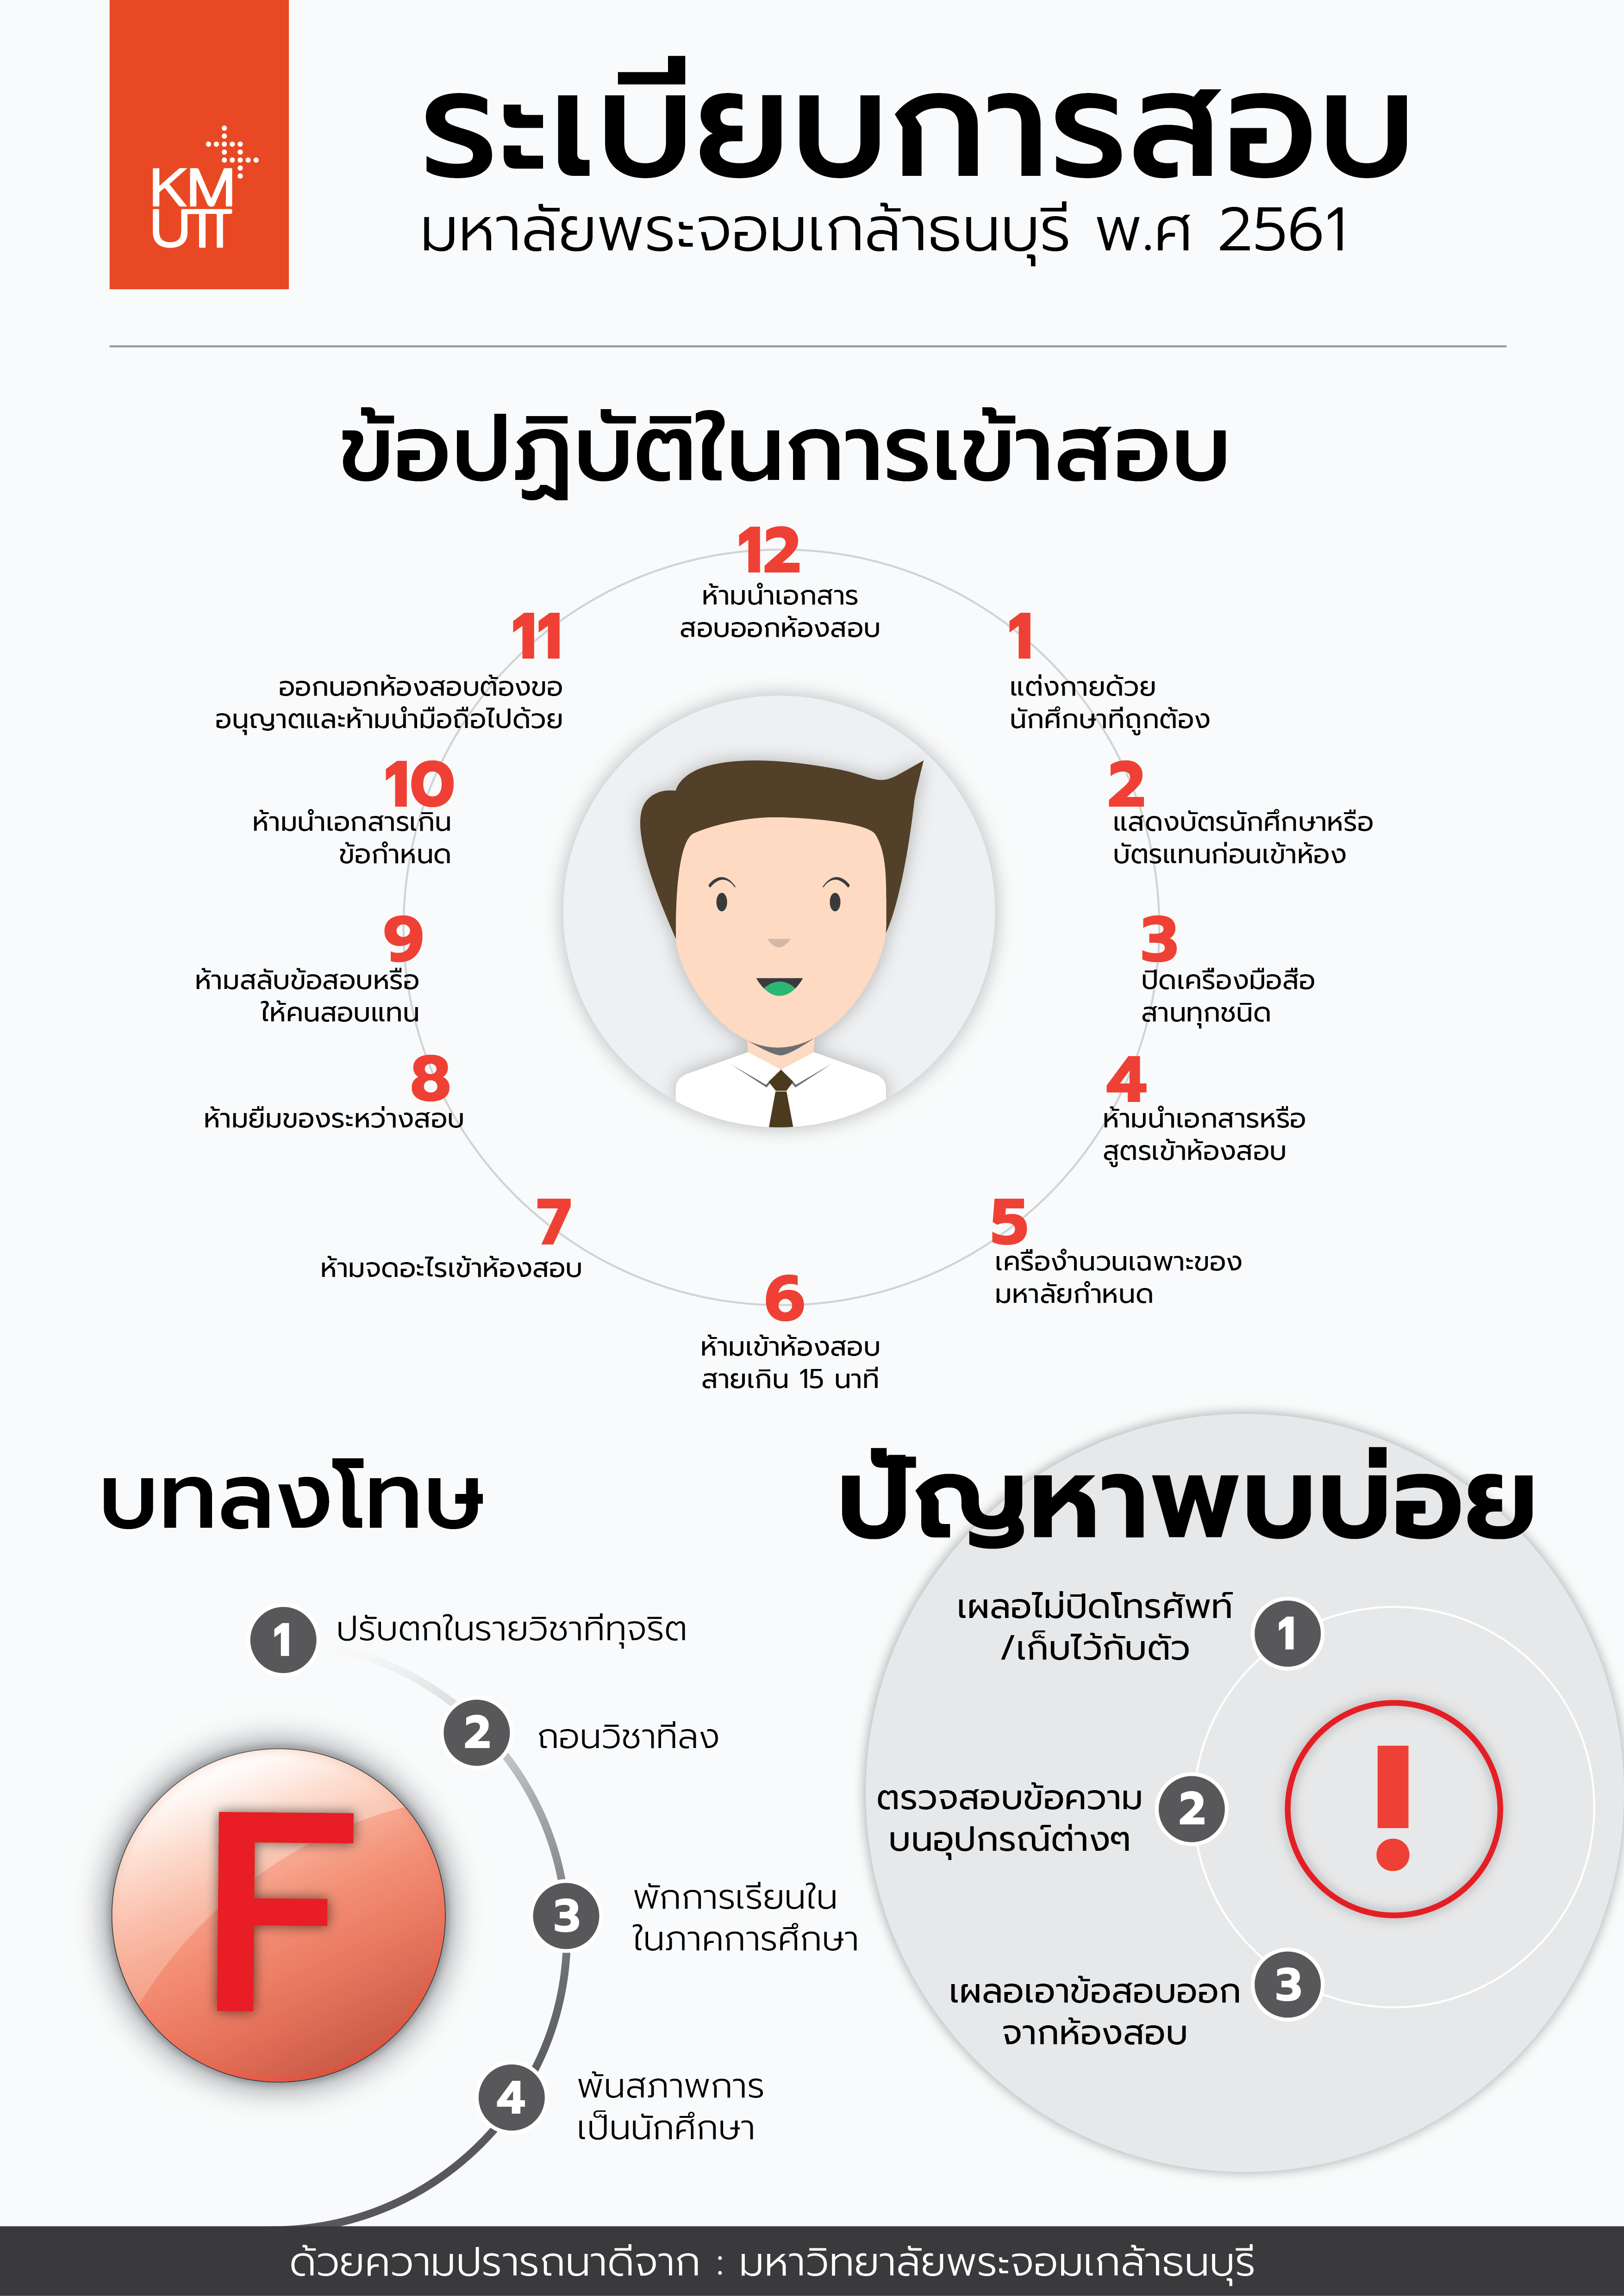 KM
UTT
ระเบียบการสอบ
มหาลัยพระจอมเกล้าธนบุรี พ.ศ 2561
ข้อปฏิบัติในการเข้าสอบ
12
ห้ามนำเอกสาร
สอบออกห้องสอบ
1
แต่งกายด้วย
นักศึกษาทีถูกต้อง
2
แสดงบัตรนักศึกษาหรือ
บัตรแทนก่อนเข้าห้อง
3
ปิดเครืองมือสือ
สานทุกชนิด
4
ห้ามนำเอกสารหรือ
สูตรเข้าห้องสอบ
5
เครืองำนวนเฉพาะของ
มหาลัยกำหนด
6
ห้ามเข้าห้องสอบ
สายเกิน 15 นาที
7
ห้ามจดอะไรเข้าห้องสอบ
8
ห้ามยืมของระหว่างสอบ
9
ห้ามสลับข้อสอบหรือ
ให้คนสอบแทน
10
ห้ามนำเอกสารเกิน
ข้อกำหนด
11
ออกนอกห้องสอบต้องขอ
อนุญาตและห้ามนำมือถือไปด้วย
บทลงโทษ
1
ปรับตกในรายวิชาทีทุจริต
2
ถอนวิชาทีลง
3
พักการเรียนใน
ในภาคการศึกษา
4
พ้นสภาพการ
เป็นนักศึกษา
F
ปัญหาพบบ่อย
เผลอไม่ปิดโทรศัพท์
/เก็บไว้กับตัว
1
ตรวจสอบข้อความ
บนอุปกรณ์ต่างๆ
2
เผลอเอาข้อสอบออก
จากห้องสอบ
3
!
ด้วยความปรารถนาดีจาก : มหาวิทยาลัยพระจอมเกล้าธนบุรี